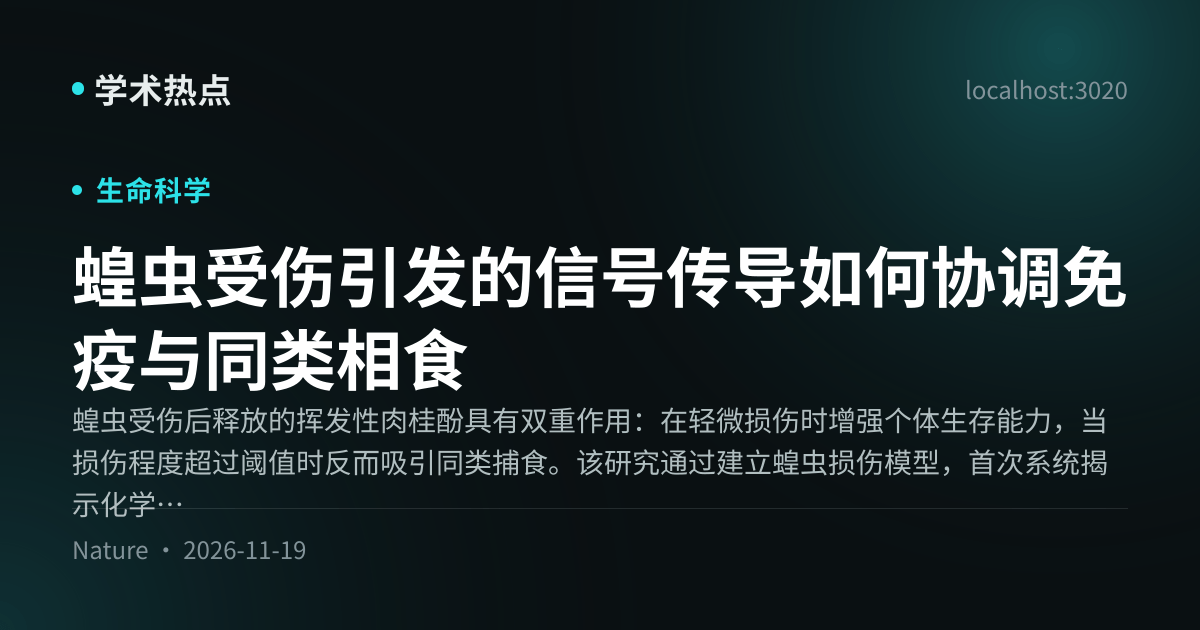 学术热点
localhost:3020
生命科学
蝗虫受伤引发的信号传导如何协调免
疫与同类相食
蝗虫受伤后释放的挥发性肉桂酚具有双重作用：在轻微损伤时增强个体生存能力，当
损伤程度超过阈值时反而吸引同类捕食。该研究通过建立蝗虫损伤模型，首次系统揭
示化学…
Nature • 2026-11-19